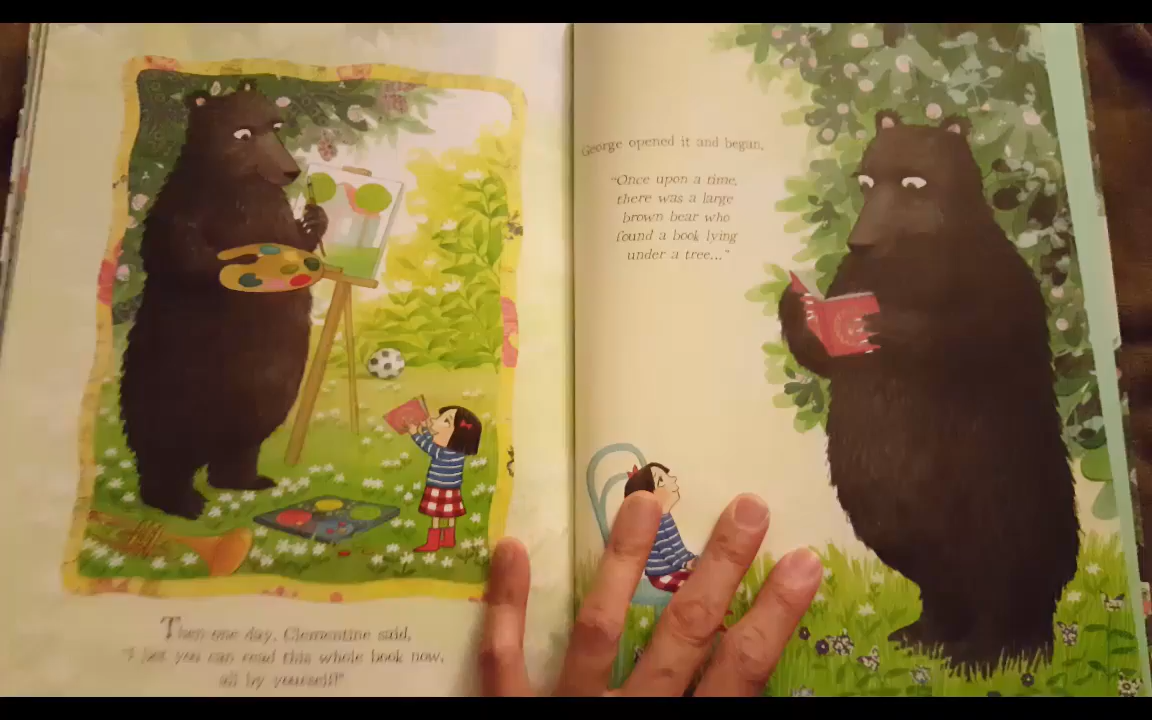 Then one day, Clementine said,
"I bet you can read this whole book now,
all by yourself!"
George opened it and began,
"Once upon a time,
there was a large
brown bear who
found a book lying
under a tree..."